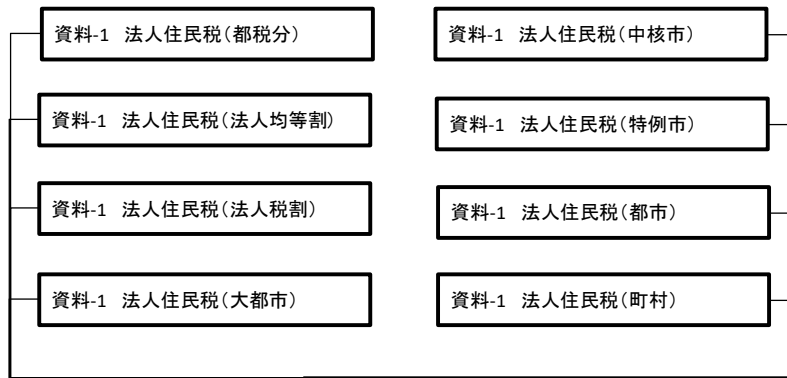 資料-1 法人住民税(都税分)
資料-1 法人住民税(法人均等割)
資料-1 法人住民税(法人税割)
資料-1 法人住民税(大都市)
資料-1 法人住民税(中核市)
資料-1 法人住民税(特例市)
資料-1 法人住民税(都市)
資料-1 法人住民税(町村)